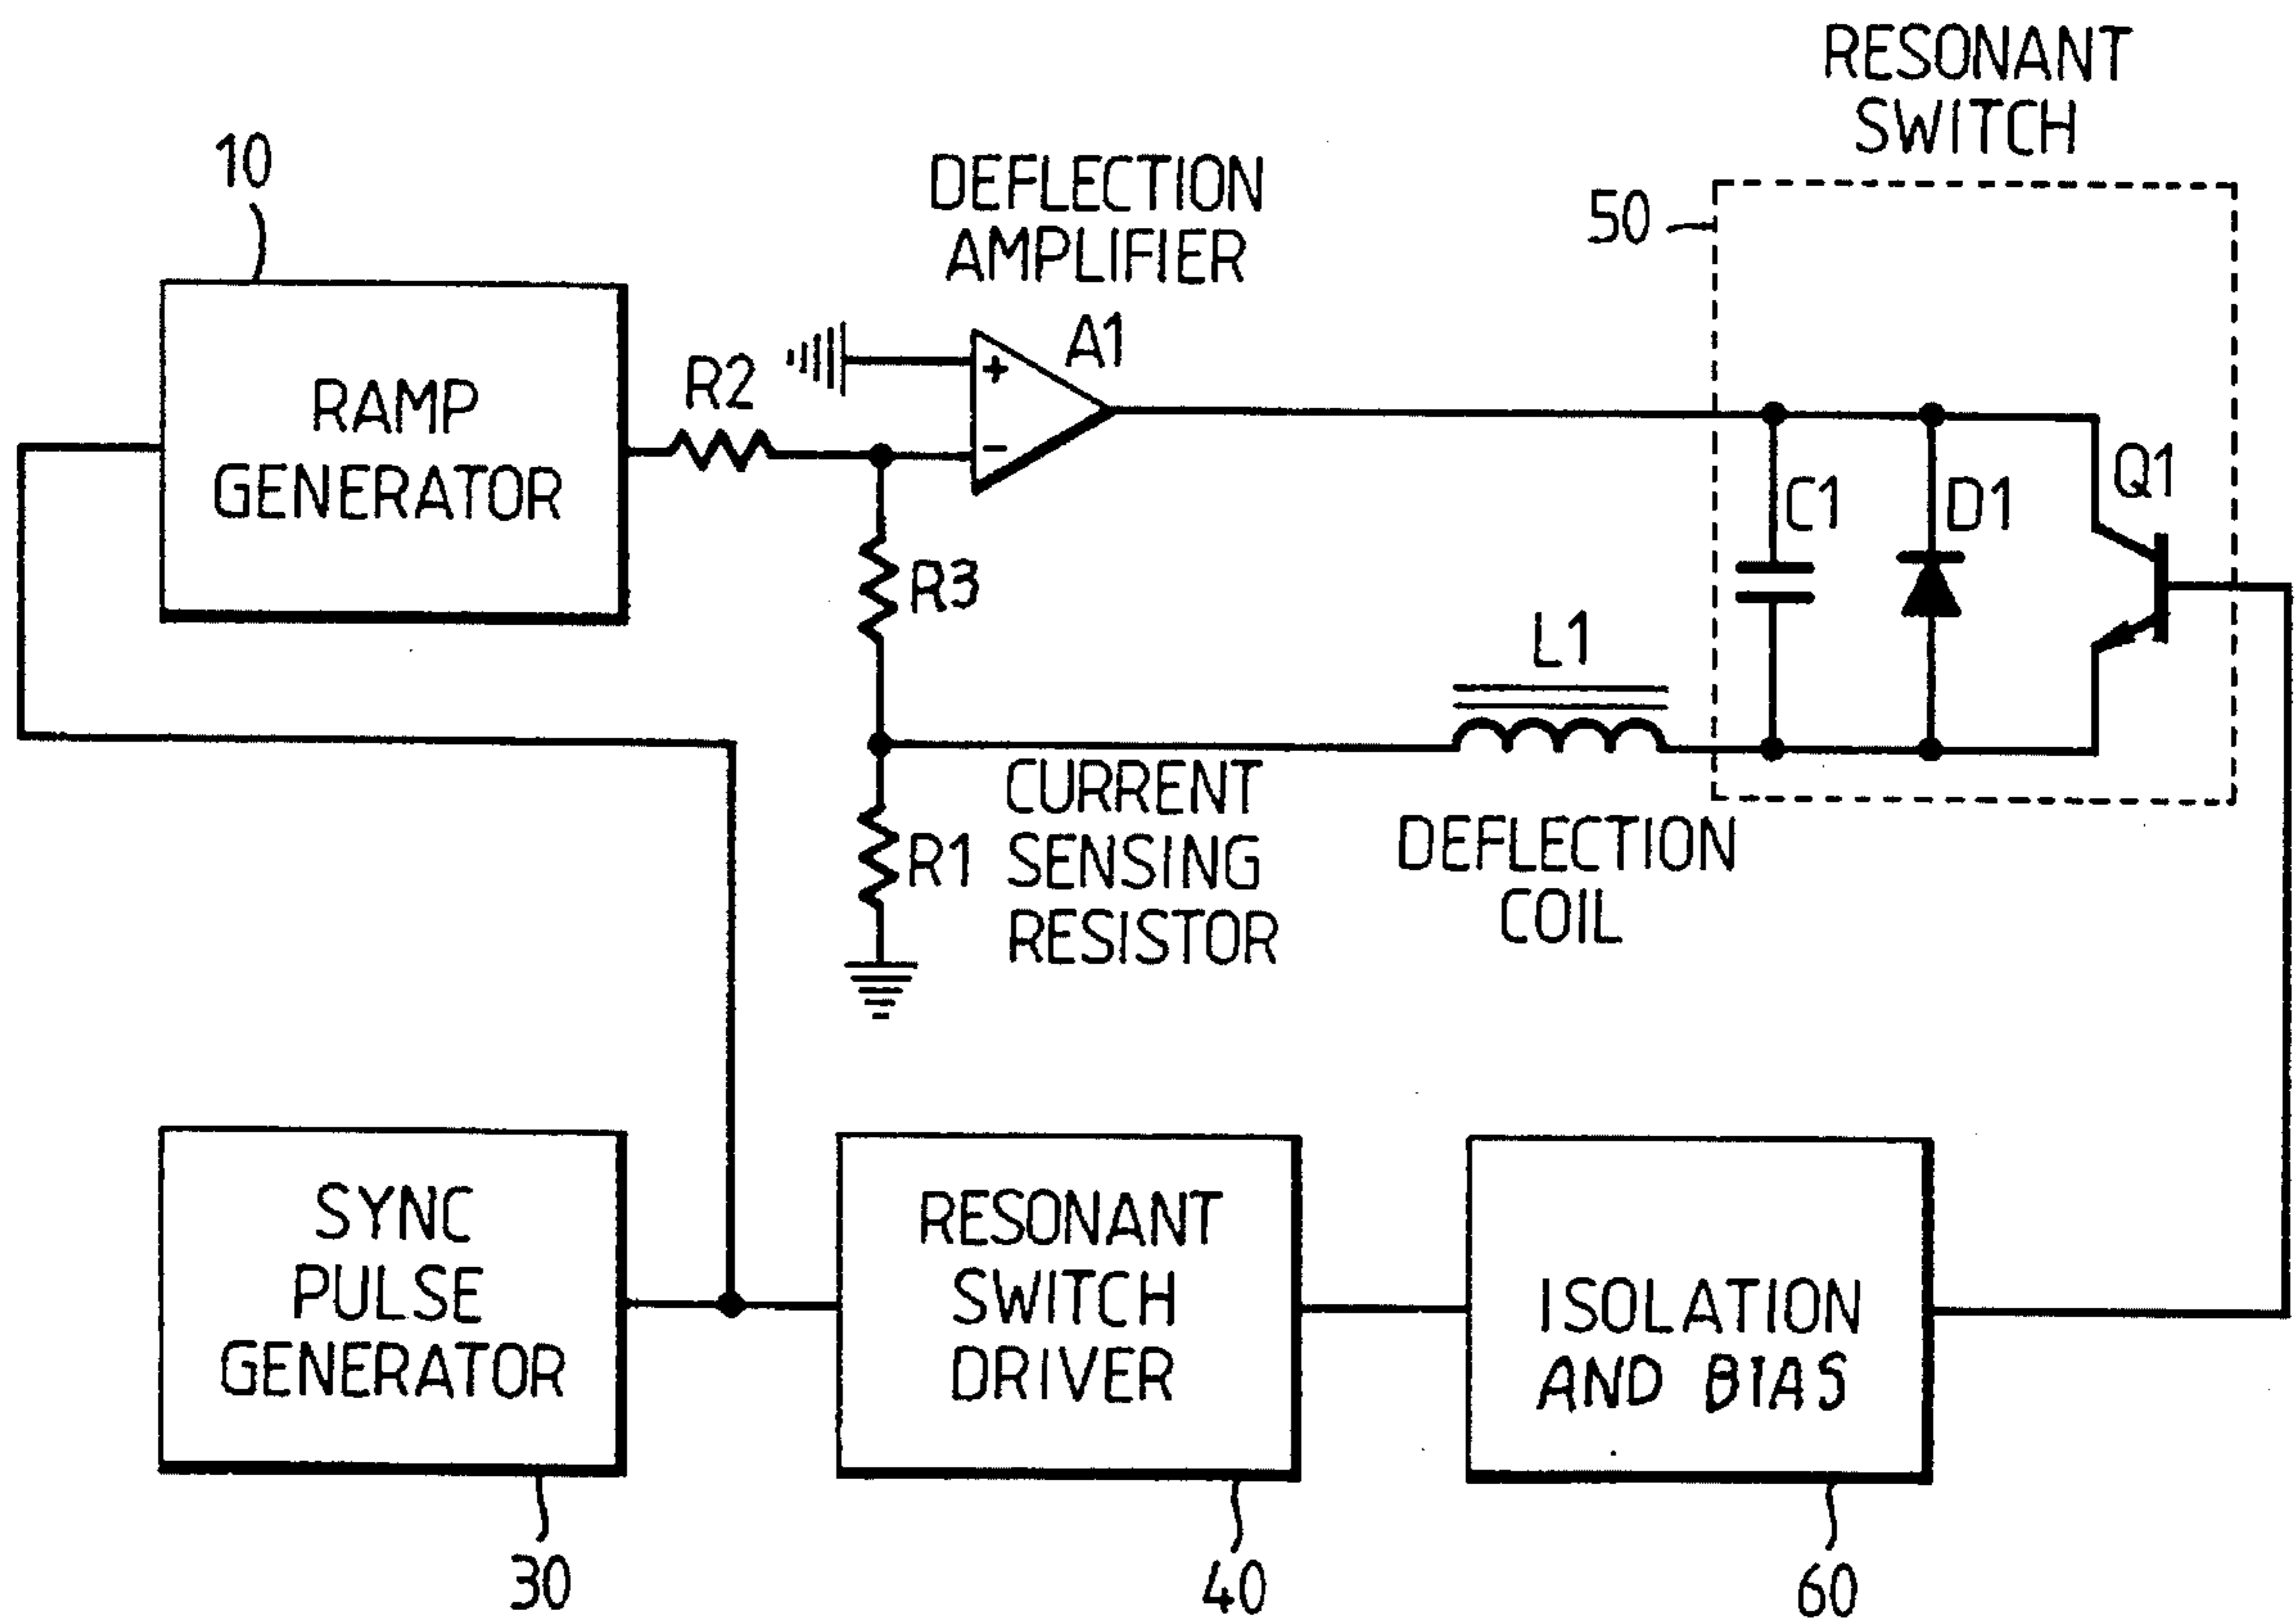 RESONANT
SWITCH
10
DEFLECTION
AMPLIFIER
50
A1
+
-
R2
RAMP
GENERATOR
C1
D1
Q1
R3
L1
CURRENT
SENSING
RESISTOR
R1
DEFLECTION
COIL
SYNC
PULSE
GENERATOR
RESONANT
SWITCH
DRIVER
ISOLATION
AND BIAS
30
40
60